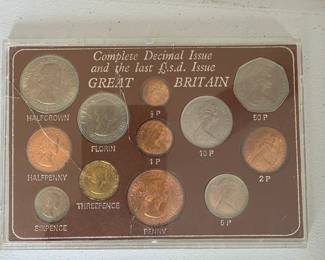 Complete Decimal Issue
and the last £.s.d. Issue
GREAT BRITAIN
HALFCROWN
FLORIN
½ P
50 P
1 P
10 P
HALFPENNY
2 P
THREEPENCE
SIXPENCE
PENNY
5 P